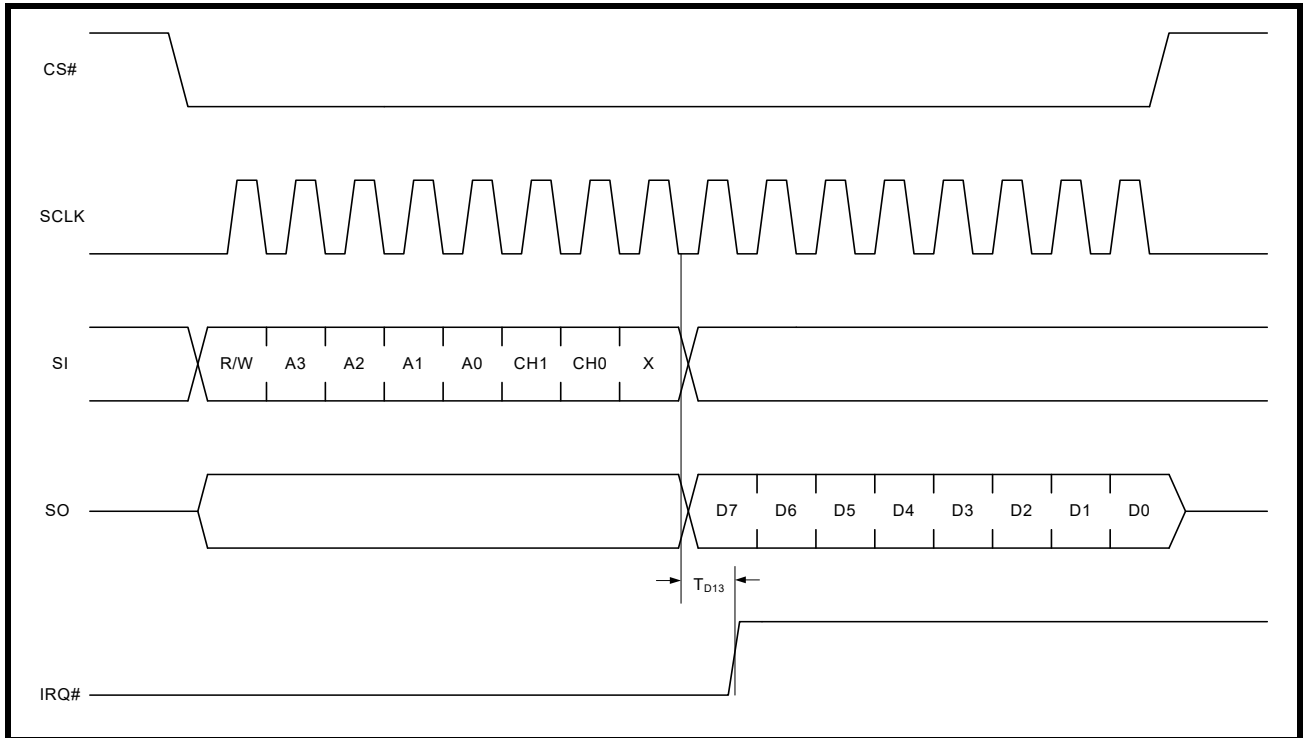 CS#
SCLK
SI R/W A3 A2 A1 A0 CH1 CH0 X
SO D7 D6 D5 D4 D3 D2 D1 D0
TD13
IRQ#